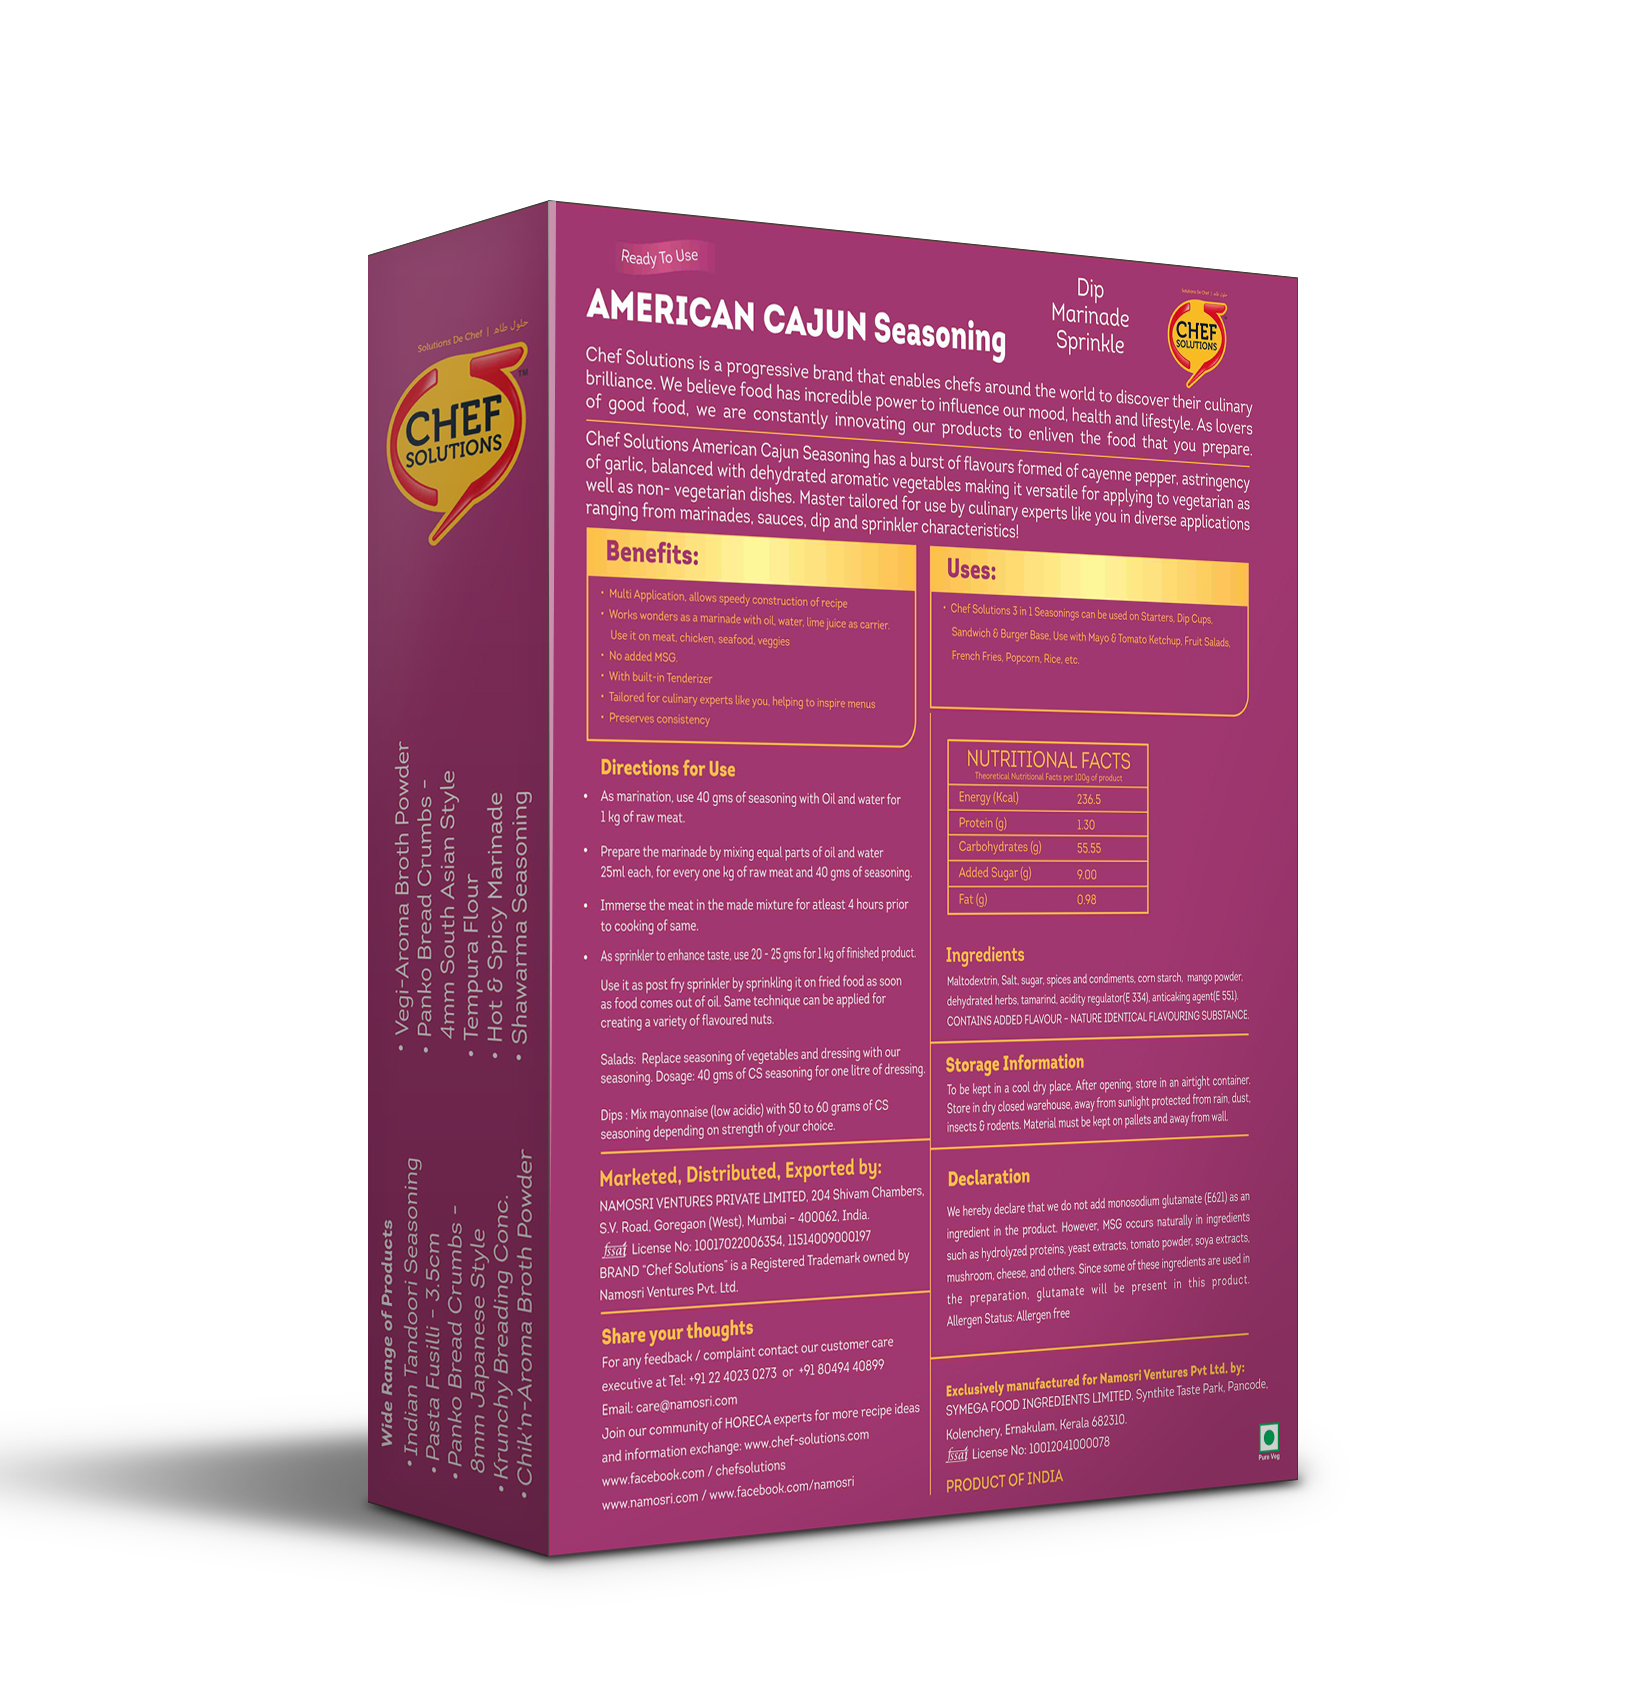 Solutions De Chef | حلول طاهـ
CHEF
SOLUTIONS
TM
Wide Range of Products
• Indian Tandoori Seasoning
• Pasta Fusilli - 3.5cm
• Panko Bread Crumbs -
8mm Japanese Style
• Krunchy Breading Conc.
• Chik'n-Aroma Broth Powder
• Vegi-Aroma Broth Powder
• Panko Bread Crumbs -
4mm South Asian Style
• Tempura Flour
• Hot & Spicy Marinade
• Shawarma Seasoning
Ready To Use
AMERICAN CAJUN Seasoning
Dip
Marinade
Sprinkle
Solutions De Chef | حلول طاهـ
CHEF
SOLUTIONS
Chef Solutions is a progressive brand that enables chefs around the world to discover their culinary
brilliance. We believe food has incredible power to influence our mood, health and lifestyle. As lovers
of good food, we are constantly innovating our products to enliven the food that you prepare.
Chef Solutions American Cajun Seasoning has a burst of flavours formed of cayenne pepper, astringency
of garlic, balanced with dehydrated aromatic vegetables making it versatile for applying to vegetarian as
well as non- vegetarian dishes. Master tailored for use by culinary experts like you in diverse applications
ranging from marinades, sauces, dip and sprinkler characteristics!
Benefits:
• Multi Application, allows speedy construction of recipe
• Works wonders as a marinade with oil, water, lime juice as carrier.
Use it on meat, chicken, seafood, veggies
• No added MSG.
• With built-in Tenderizer
• Tailored for culinary experts like you, helping to inspire menus
• Preserves consistency
Uses:
• Chef Solutions 3 in 1 Seasonings can be used on Starters, Dip Cups,
Sandwich & Burger Base, Use with Mayo & Tomato Ketchup, Fruit Salads,
French Fries, Popcorn, Rice, etc.
Directions for Use
• As marination, use 40 gms of seasoning with Oil and water for
1 kg of raw meat.
• Prepare the marinade by mixing equal parts of oil and water
25ml each, for every one kg of raw meat and 40 gms of seasoning.
• Immerse the meat in the made mixture for atleast 4 hours prior
to cooking of same.
• As sprinkler to enhance taste, use 20 - 25 gms for 1 kg of finished product.
Use it as post fry sprinkler by sprinkling it on fried food as soon
as food comes out of oil. Same technique can be applied for
creating a variety of flavoured nuts.
Salads: Replace seasoning of vegetables and dressing with our
seasoning. Dosage: 40 gms of CS seasoning for one litre of dressing.
Dips : Mix mayonnaise (low acidic) with 50 to 60 grams of CS
seasoning depending on strength of your choice.
Marketed, Distributed, Exported by:
NAMOSRI VENTURES PRIVATE LIMITED, 204 Shivam Chambers,
S.V. Road, Goregaon (West), Mumbai - 400062, India.
fssai License No: 10017022006354, 11514009000197
BRAND "Chef Solutions" is a Registered Trademark owned by
Namosri Ventures Pvt. Ltd.
Share your thoughts
For any feedback / complaint contact our customer care
executive at Tel: +91 22 4023 0273 or +91 80494 40899
Email: care@namosri.com
Join our community of HORECA experts for more recipe ideas
and information exchange: www.chef-solutions.com
www.facebook.com / chefsolutions
www.namosri.com / www.facebook.com/namosri
NUTRITIONAL FACTS
Theoretical Nutritional Facts per 100g of product
Energy (Kcal) 236.5
Protein (g) 1.30
Carbohydrates (g) 55.55
Added Sugar (g) 9.00
Fat (g) 0.98
Ingredients
Maltodextrin, Salt, sugar, spices and condiments, corn starch, mango powder,
dehydrated herbs, tamarind, acidity regulator(E 334), anticaking agent(E 551).
CONTAINS ADDED FLAVOUR - NATURE IDENTICAL FLAVOURING SUBSTANCE.
Storage Information
To be kept in a cool dry place. After opening, store in an airtight container.
Store in dry closed warehouse, away from sunlight protected from rain, dust,
insects & rodents. Material must be kept on pallets and away from wall.
Declaration
We hereby declare that we do not add monosodium glutamate (E621) as an
ingredient in the product. However, MSG occurs naturally in ingredients
such as hydrolyzed proteins, yeast extracts, tomato powder, soya extracts,
mushroom, cheese, and others. Since some of these ingredients are used in
the preparation, glutamate will be present in this product.
Allergen Status: Allergen free
Exclusively manufactured for Namosri Ventures Pvt Ltd. by:
SYMEGA FOOD INGREDIENTS LIMITED, Synthite Taste Park, Pancode,
Kolenchery, Ernakulam, Kerala 682310.
fssai License No: 10012041000078
PRODUCT OF INDIA
Pure Veg